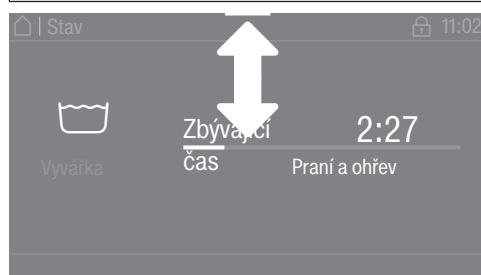 Stav
11:02
Zbývající
čas
2:27
Vyvářka
Praní a ohřev